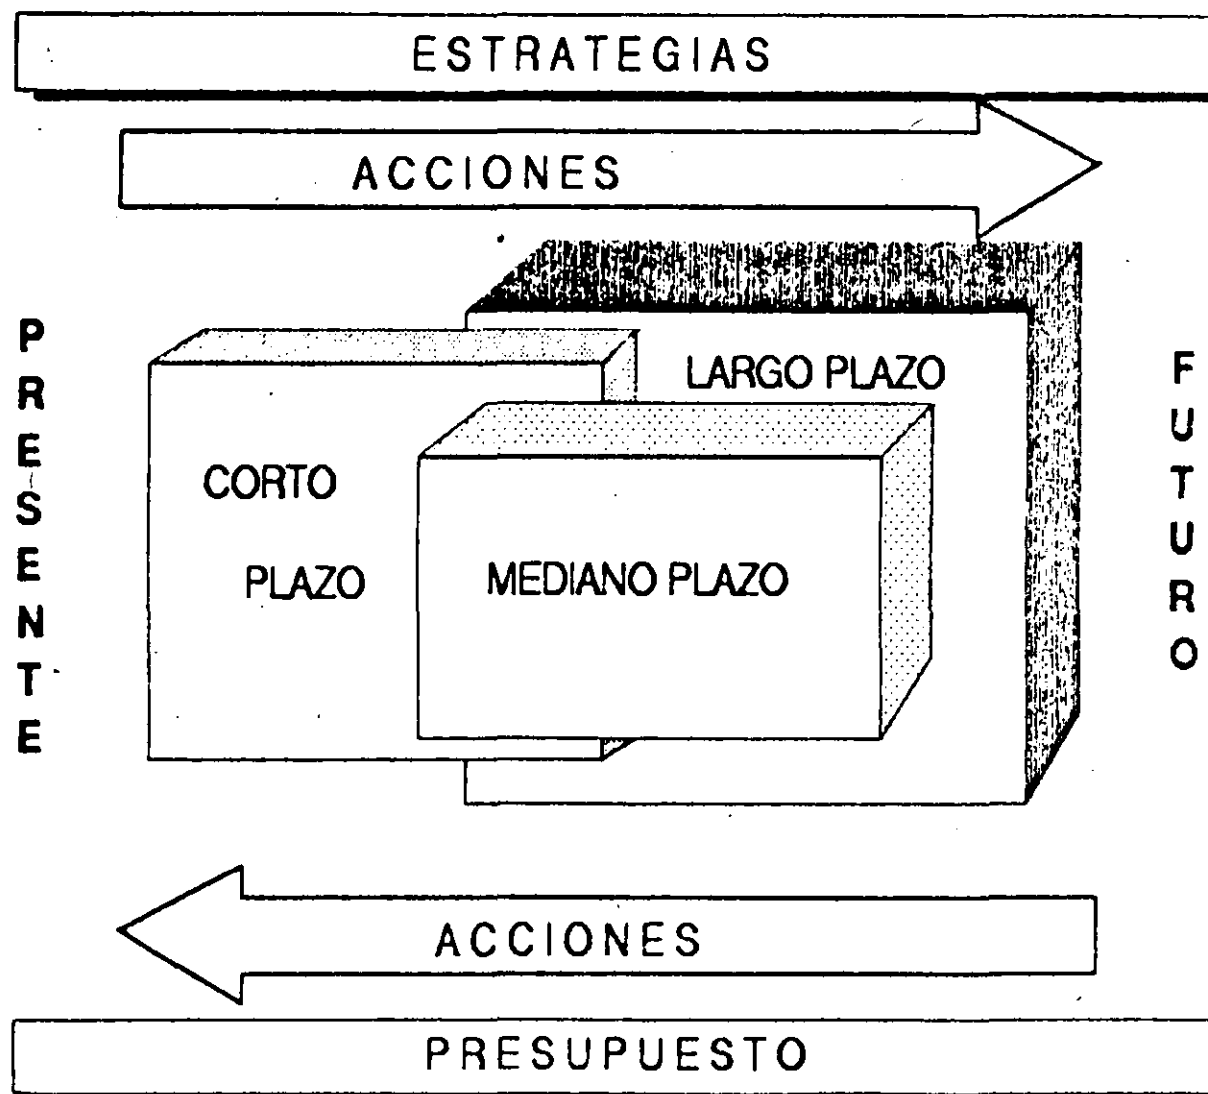 ESTRATEGIAS
ACCIONES
PRESENTE
LARGO PLAZO
CORTO
PLAZO
MEDIANO PLAZO
FUTURO
ACCIONES
PRESUPUESTO